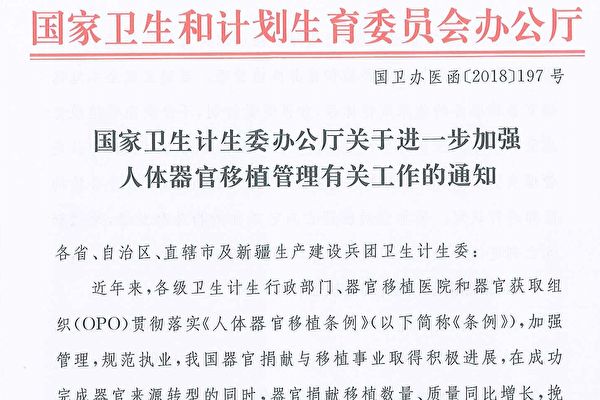 国家卫生和计划生育委员会办公厅
国卫办医函〔2018〕197 号
国家卫生计生委办公厅关于进一步加强
人体器官移植管理有关工作的通知
各省、自治区、直辖市及新疆生产建设兵团卫生计生委：
近年来，各级卫生计生行政部门、器官移植医院和器官获取组
织(OPO)贯彻落实《人体器官移植条例》(以下简称《条例》)，加强
管理，规范执业，我国器官捐献与移植事业取得积极进展，在成功
完成器官来源转型的同时，器官捐献移植数量、质量同比增长，挽